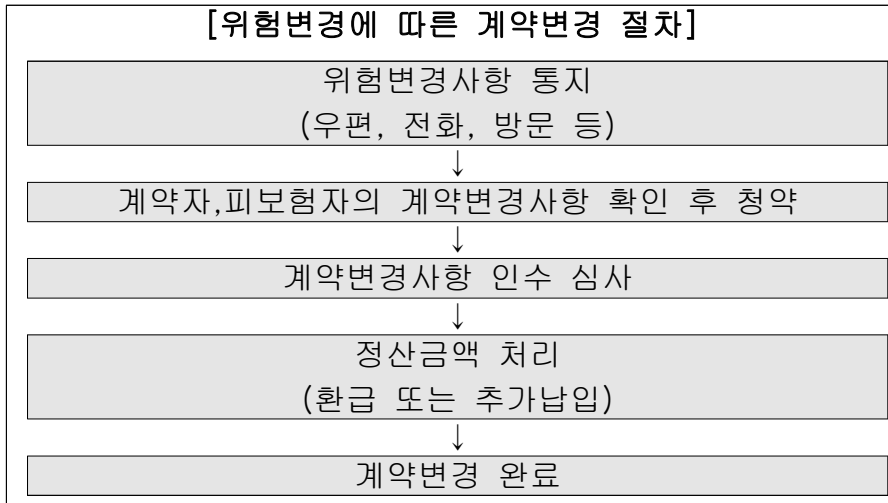 [위험변경에 따른 계약변경 절차]
위험변경사항 통지
(우편, 전화, 방문 등)
↓
계약자,피보험자의 계약변경사항 확인 후 청약
↓
계약변경사항 인수 심사
↓
정산금액 처리
(환급 또는 추가납입)
↓
계약변경 완료